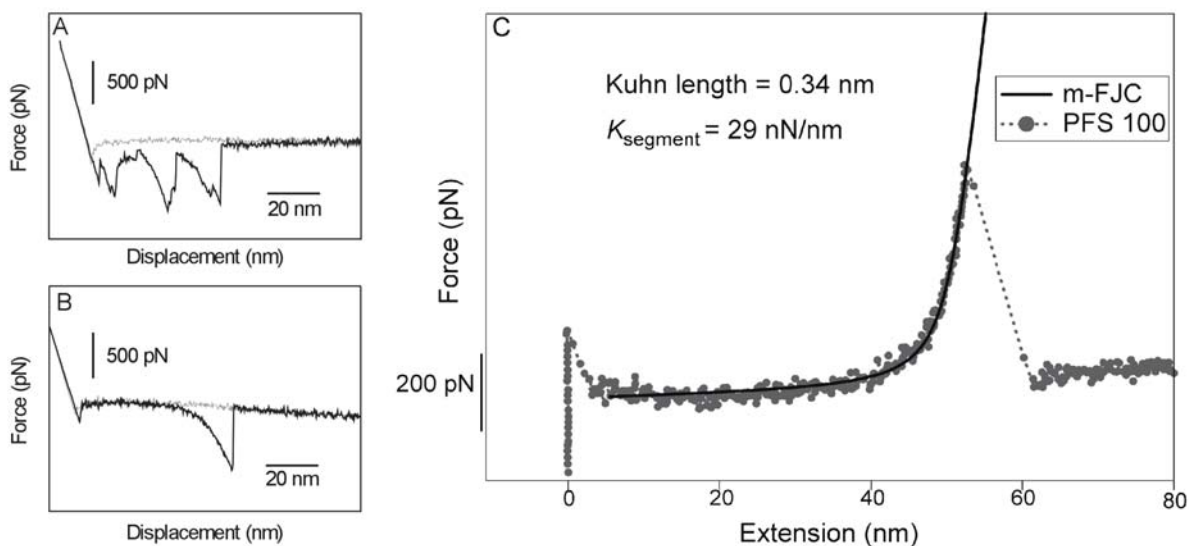 A
500 pN
Force (pN)
20 nm
Displacement (nm)
B
500 pN
Force (pN)
20 nm
Displacement (nm)
C
Kuhn length = 0.34 nm
Ksegment = 29 nN/nm
m-FJC
PFS 100
Force (pN)
200 pN
0 20 40 60 80
Extension (nm)